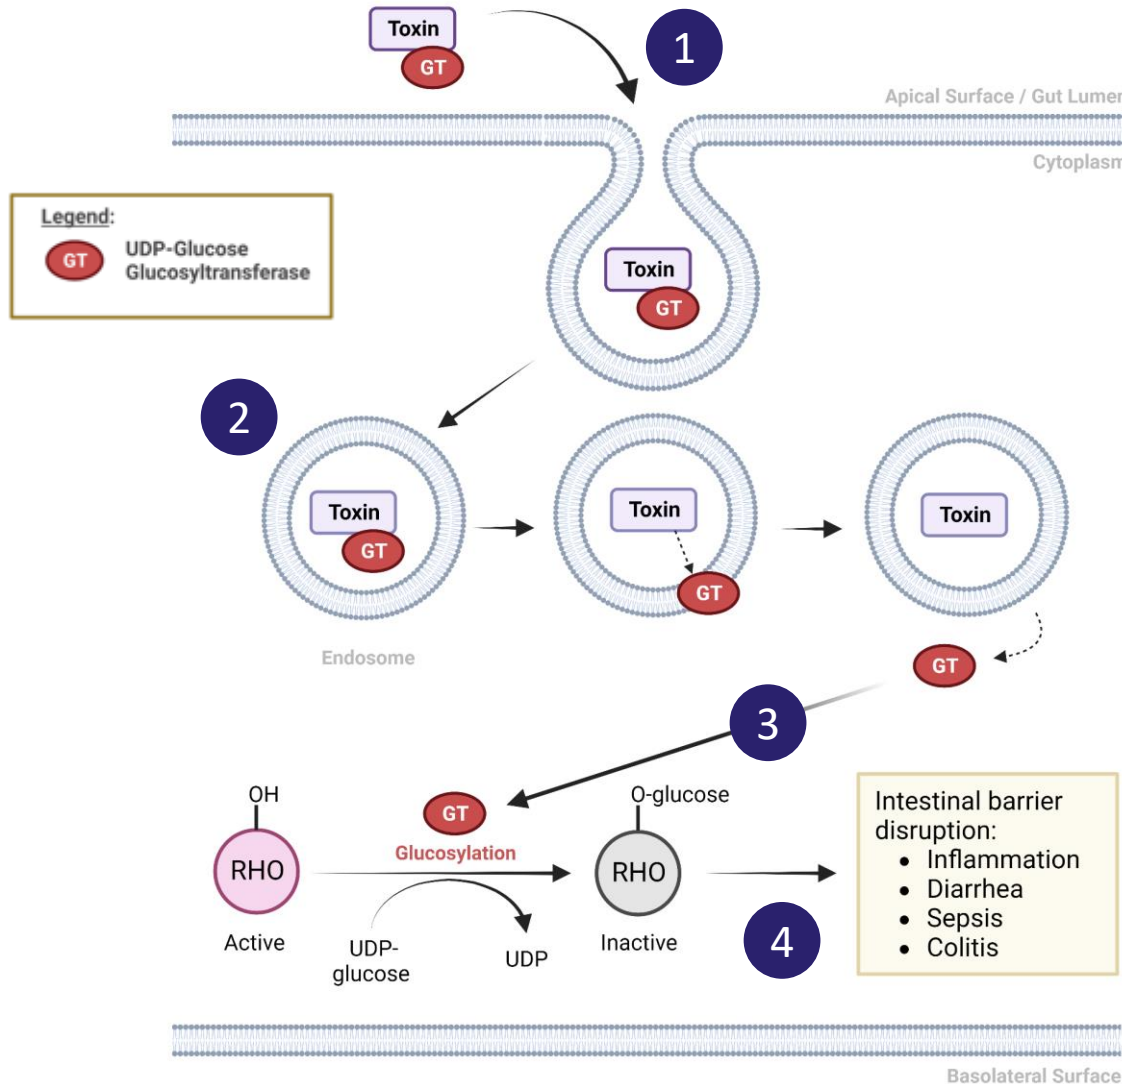 Toxin
GT
1
Apical Surface / Gut Lumen
Cytoplasm
Legend:
GT
UDP-Glucose
Glucosyltransferase
Toxin
GT
2
Toxin
GT
Toxin
GT
Toxin
Endosome
GT
3
OH
RHO
Active
GT
Glucosylation
UDP-
glucose
UDP
O-glucose
RHO
Inactive
4
Intestinal barrier
disruption:
• Inflammation
• Diarrhea
• Sepsis
• Colitis
Basolateral Surface